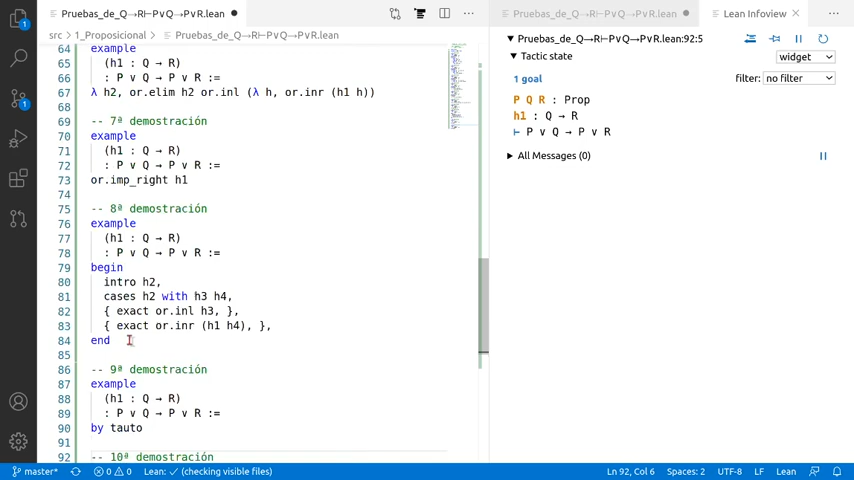 Pruebas_de_Q→R⊢P∨Q→P∨R.lean
Pruebas_de_Q→R⊢P∨Q→P∨R.lean
Lean Infoview
src > 1_Proposicional > Pruebas_de_Q→R⊢P∨Q→P∨R.lean
64 example
65 (h1 : Q → R)
66 : P ∨ Q → P ∨ R :=
67 λ h2, or.elim h2 or.inl (λ h, or.inr (h1 h))
68
69 -- 7ª demostración
70 example
71 (h1 : Q → R)
72 : P ∨ Q → P ∨ R :=
73 or.imp_right h1
74
75 -- 8ª demostración
76 example
77 (h1 : Q → R)
78 : P ∨ Q → P ∨ R :=
79 begin
80 intro h2,
81 cases h2 with h3 h4,
82 { exact or.inl h3, },
83 { exact or.inr (h1 h4), },
84 end
85
86 -- 9ª demostración
87 example
88 (h1 : Q → R)
89 : P ∨ Q → P ∨ R :=
90 by tauto
91
92 -- 10ª demostración
Pruebas_de_Q→R⊢P∨Q→P∨R.lean:92:5
Tactic state
widget
1 goal
filter: no filter
P Q R : Prop
h1 : Q → R
⊢ P ∨ Q → P ∨ R
All Messages (0)
1
1
master*
0 0
Lean: ✓ (checking visible files)
Ln 92, Col 6
Spaces: 2
UTF-8
LF
Lean